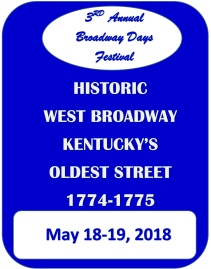 3RD Annual
Broadway Days
Festival
HISTORIC
WEST BROADWAY
KENTUCKY'S
OLDEST STREET
1774-1775
May 18-19, 2018